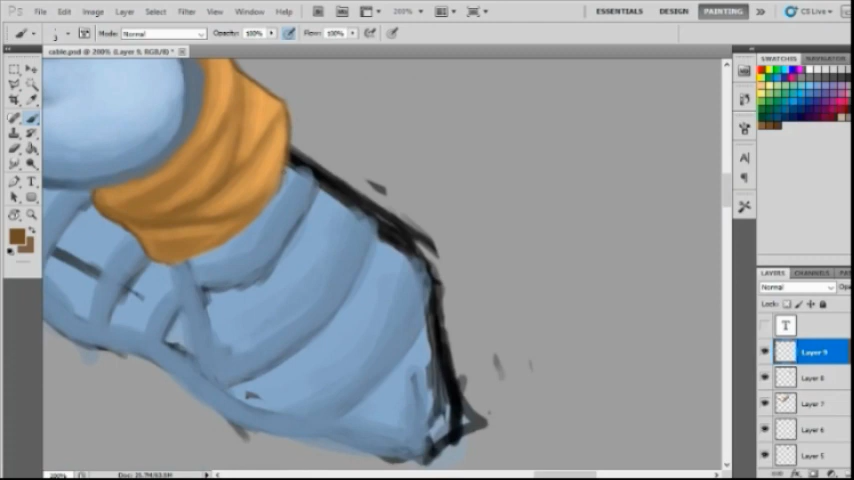 Ps File Edit Image Layer Select Filter View Window Help 200% ESSENTIALS DESIGN PAINTING CS Live
Mode: Normal Opacity: 100% Flow: 100%
cable.psd @ 200% (Layer 9, RGB/8) *
SWATCHES NAVIGATOR
LAYERS CHANNELS
Normal
Lock:
T
Layer 9
Layer 8
Layer 7
Layer 6
Layer 5
200%